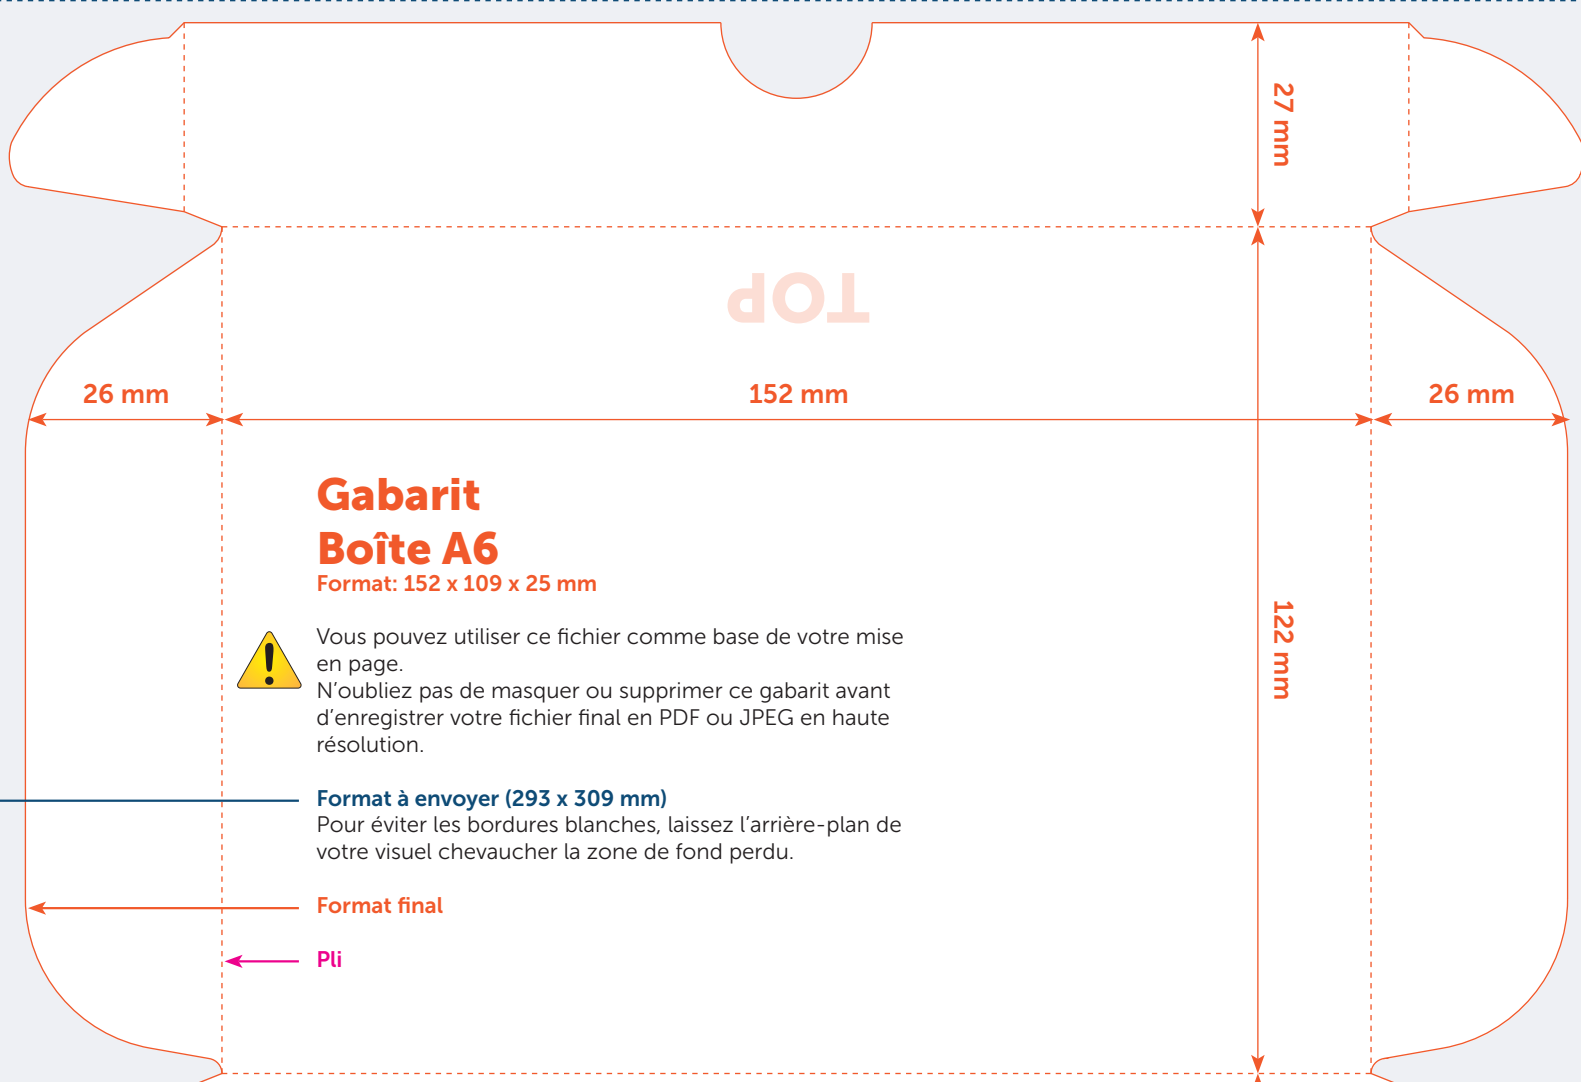 27 mm
TOP
26 mm
152 mm
26 mm
Gabarit
Boîte A6
Format: 152 x 109 x 25 mm
122 mm
Vous pouvez utiliser ce fichier comme base de votre mise
en page.
N’oubliez pas de masquer ou supprimer ce gabarit avant
d’enregistrer votre fichier final en PDF ou JPEG en haute
résolution.
Format à envoyer (293 x 309 mm)
Pour éviter les bordures blanches, laissez l’arrière-plan de
votre visuel chevaucher la zone de fond perdu.
Format final
Pli